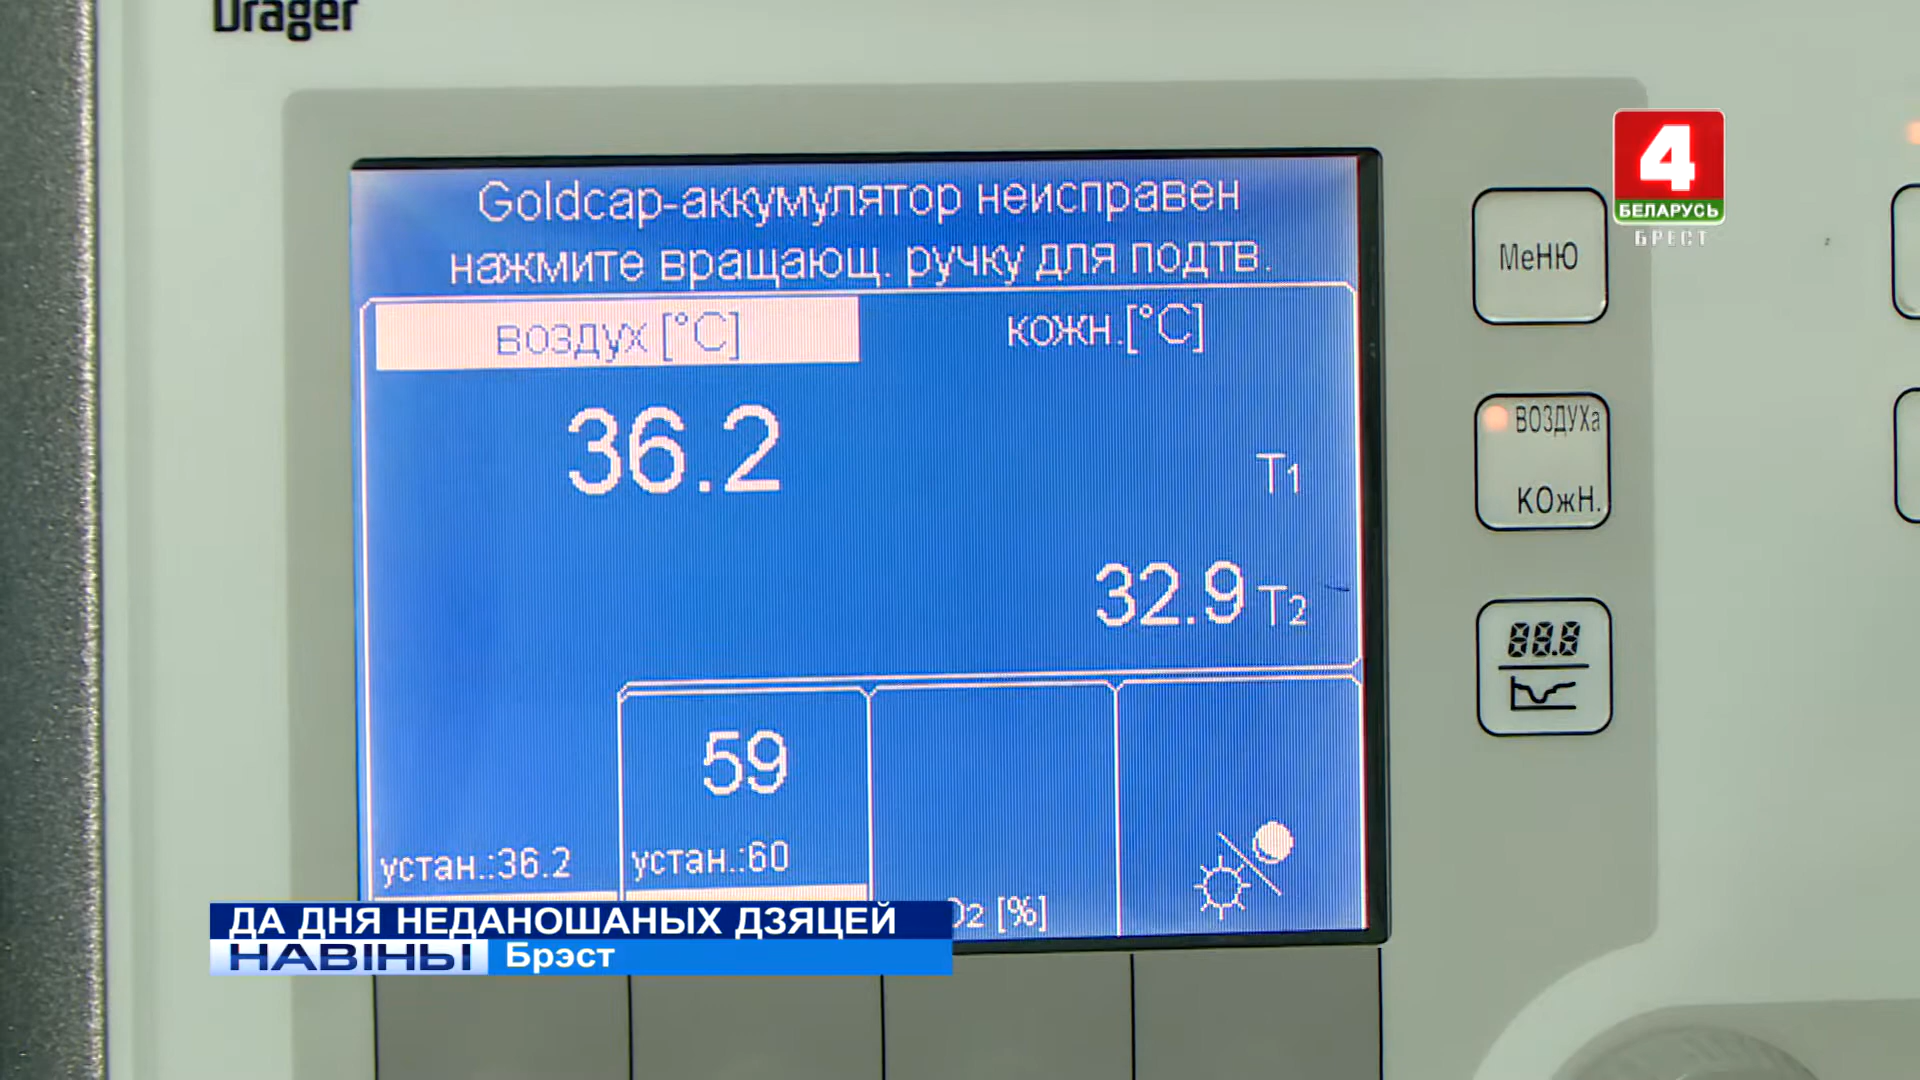 Dräger
Goldcap-аккумулятор неисправен
нажмите вращающ. ручку для подтв.
воздух [°C]
кожн.[°C]
36.2
T1
32.9 T2
59
устан.:36.2
устан.:60
O2 [%]
МеНЮ
ВОЗДУХа
КОжН.
88.8
4
БЕЛАРУСЬ
БРЕСТ
ДА ДНЯ НЕДАНОШАНЫХ ДЗЯЦЕЙ
НАВІНЫ
Брэст